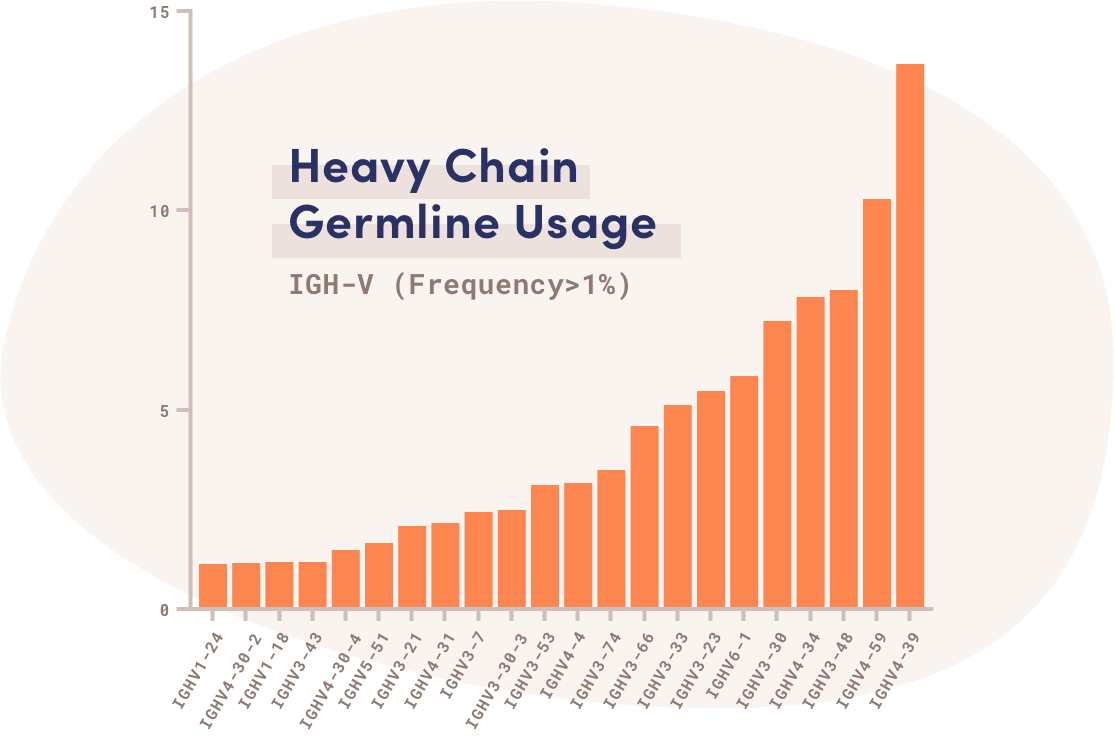 15
10
5
0
Heavy Chain
Germline Usage
IGH-V (Frequency>1%)
IGHV1-24
IGHV4-30-2
IGHV1-18
IGHV3-43
IGHV4-30-4
IGHV5-51
IGHV3-21
IGHV4-31
IGHV3-7
IGHV3-30-3
IGHV3-53
IGHV4-4
IGHV3-74
IGHV3-66
IGHV3-33
IGHV3-23
IGHV6-1
IGHV3-30
IGHV4-34
IGHV3-48
IGHV4-59
IGHV4-39